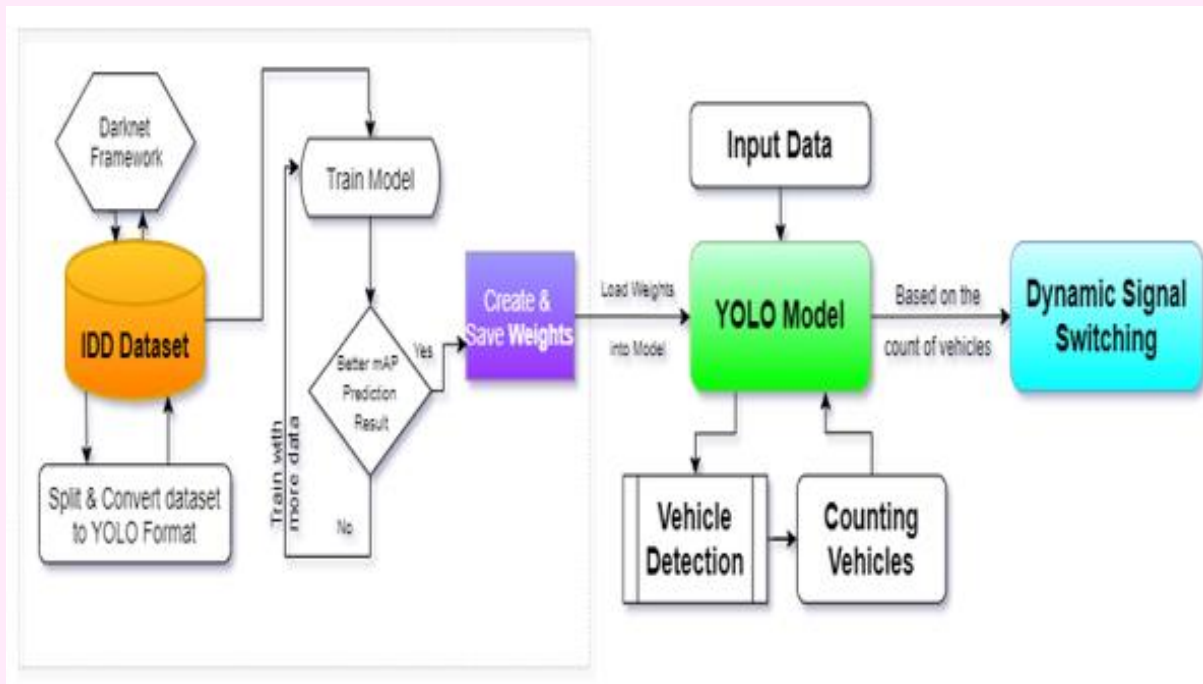 Darknet
Framework
IDD Dataset
Split & Convert dataset
to YOLO Format
Train Model
Better mAP
Prediction
Result
Yes
No
Train with
more data
Create &
Save Weights
Load Weights
into Model
Input Data
YOLO Model
Vehicle
Detection
Counting
Vehicles
Based on the
count of vehicles
Dynamic Signal
Switching